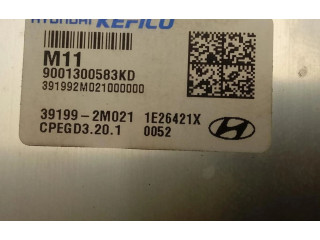 HYUNDAI KEFICO
M11
9001300583KD
391992M021000000
39199-2M021 1E26421X
CPEGD3.20.1 0052